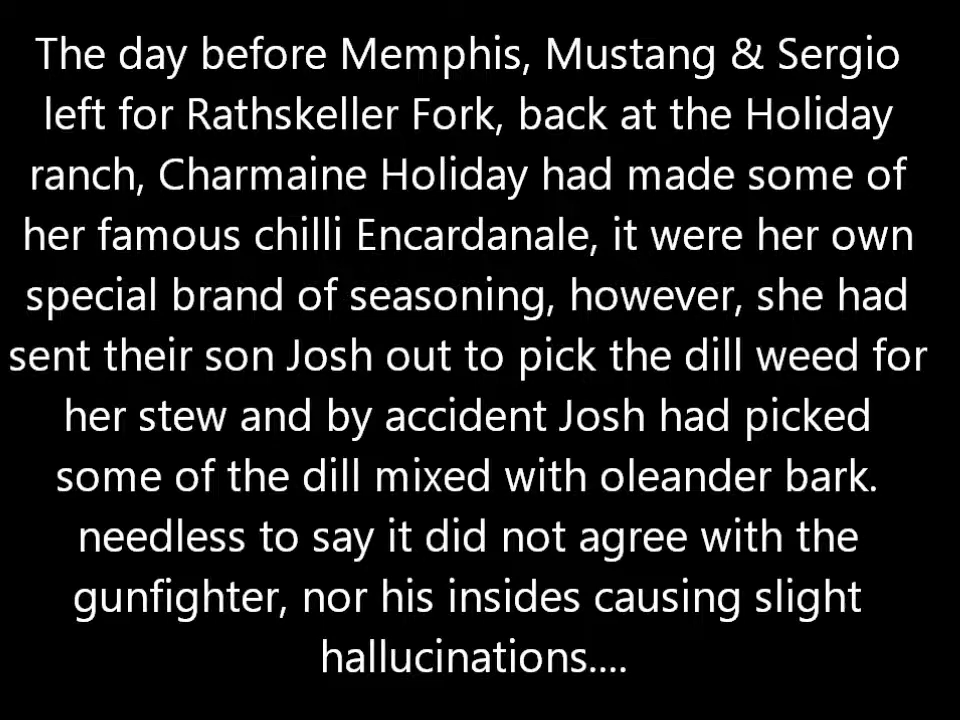 The day before Memphis, Mustang & Sergio
left for Rathskeller Fork, back at the Holiday
ranch, Charmaine Holiday had made some of
her famous chilli Encardanale, it were her own
special brand of seasoning, however, she had
sent their son Josh out to pick the dill weed for
her stew and by accident Josh had picked
some of the dill mixed with oleander bark.
needless to say it did not agree with the
gunfighter, nor his insides causing slight
hallucinations....